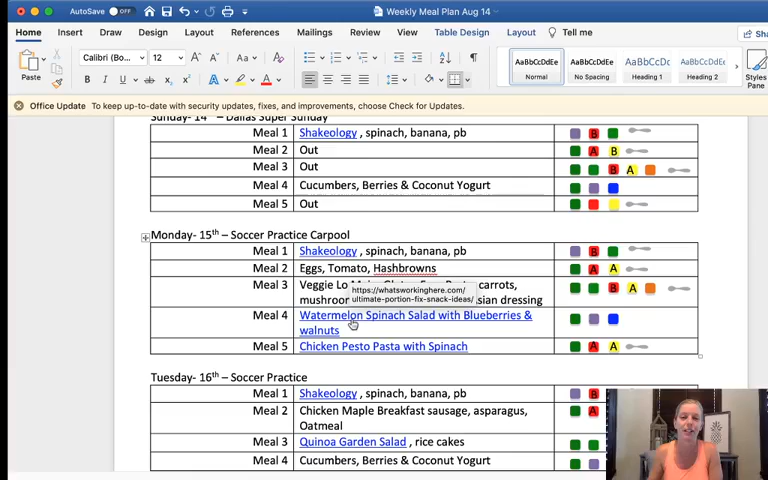 AutoSave OFF
Weekly Meal Plan Aug 14
Home Insert Draw Design Layout References Mailings Review View Table Design Layout Tell me
Paste
Calibri (Bo... 12
AaBbCcDdEe
Normal
AaBbCcDdEe
No Spacing
AaBbCcDc
Heading 1
AaBbCcDdEe
Heading 2
Styles
Pane
Office Update To keep up-to-date with security updates, fixes, and improvements, choose Check for Updates.
Sunday- 14th – Dallas Super Sunday
Meal 1 Shakeology , spinach, banana, pb B
Meal 2 Out A B
Meal 3 Out B A
Meal 4 Cucumbers, Berries & Coconut Yogurt
Meal 5 Out
Monday- 15th – Soccer Practice Carpool
Meal 1 Shakeology , spinach, banana, pb B
Meal 2 Eggs, Tomato, Hashbrowns A A
Meal 3 Veggie Lo carrots, B A
mushroom sian dressing
https://whatsworkinghere.com/
ultimate-portion-fix-snack-ideas/
Meal 4 Watermelon Spinach Salad with Blueberries &
walnuts
Meal 5 Chicken Pesto Pasta with Spinach A A
Tuesday- 16th – Soccer Practice
Meal 1 Shakeology , spinach, banana, pb B
Meal 2 Chicken Maple Breakfast sausage, asparagus, A
Oatmeal
Meal 3 Quinoa Garden Salad , rice cakes
Meal 4 Cucumbers, Berries & Coconut Yogurt